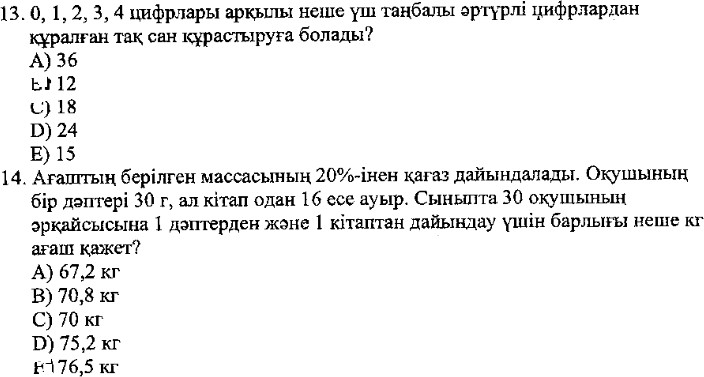 13. 0, 1, 2, 3, 4 цифрлары арқылы неше үш таңбалы әртүрлі цифрлардан
құралған тақ сан құрастыруға болады?
A) 36
12
C) 18
D) 24
E) 15
14. Ағаштың берілген массасының 20%-інен қағаз дайындалады. Оқушының
бір дәптері 30 г, ал кітап одан 16 есе ауыр. Сыныпта 30 оқушының
әрқайсысына 1 дәптерден және 1 кітаптан дайындау үшін барлығы неше кг
ағаш қажет?
A) 67,2 кг
B) 70,8 кг
C) 70 кг
D) 75,2 кг
76,5 кг